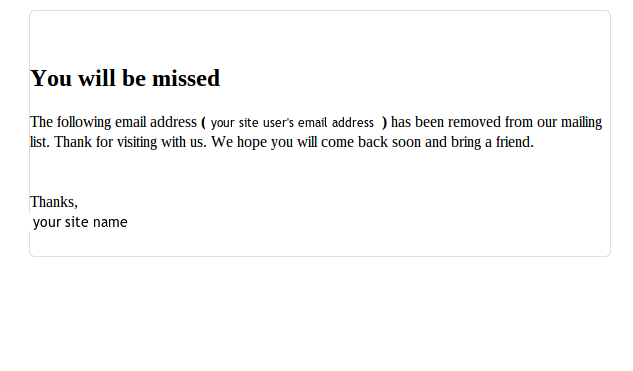 You will be missed
The following email address ( your site user's email address ) has been removed from our mailing
list. Thank for visiting with us. We hope you will come back soon and bring a friend.
Thanks,
your site name